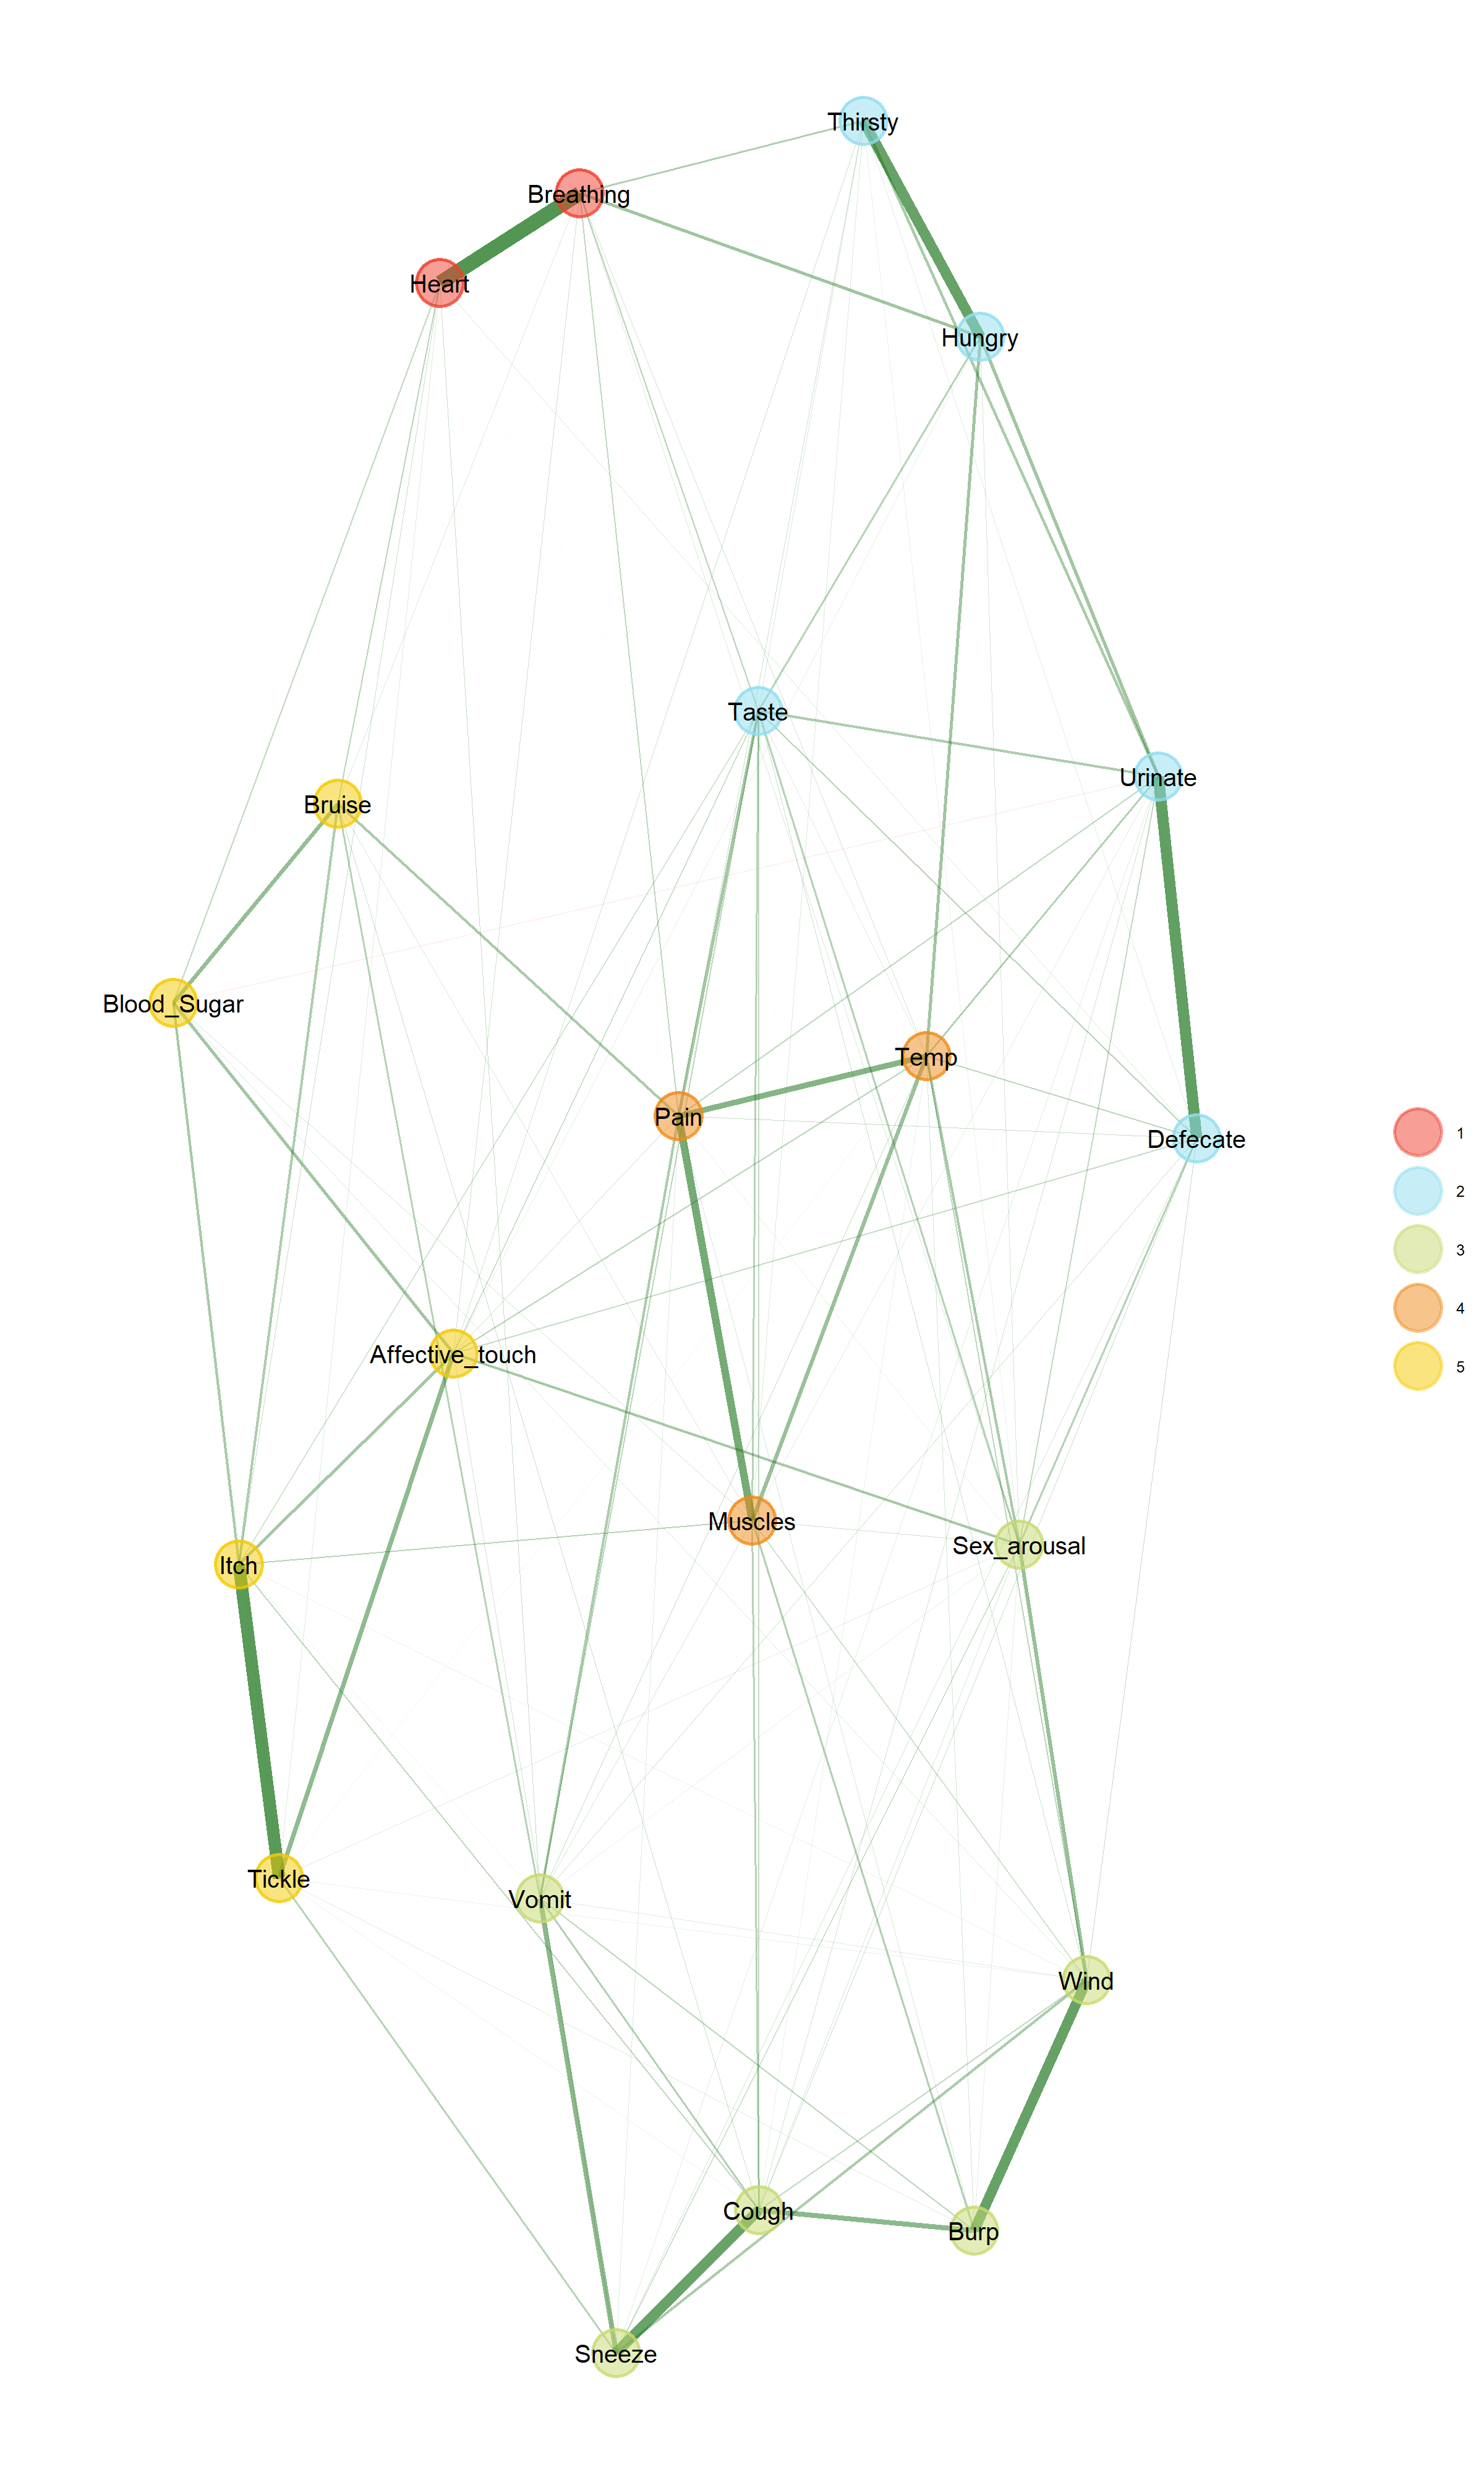 Thirsty
Breathing
Heart
Hungry
Taste
Urinate
Bruise
Blood_Sugar
Temp
Pain
Defecate
1
2
3
4
5
Affective_touch
Muscles
Sex_arousal
Itch
Tickle
Vomit
Wind
Cough
Burp
Sneeze